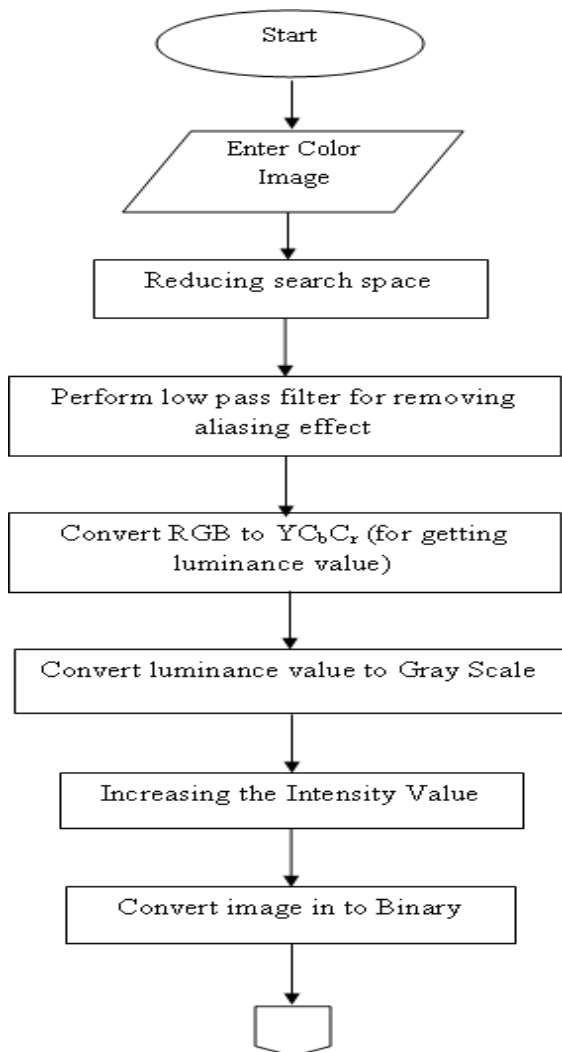 Start
Enter Color
Image
Reducing search space
Perform low pass filter for removing
aliasing effect
Convert RGB to YCbCr (for getting
luminance value)
Convert luminance value to Gray Scale
Increasing the Intensity Value
Convert image in to Binary